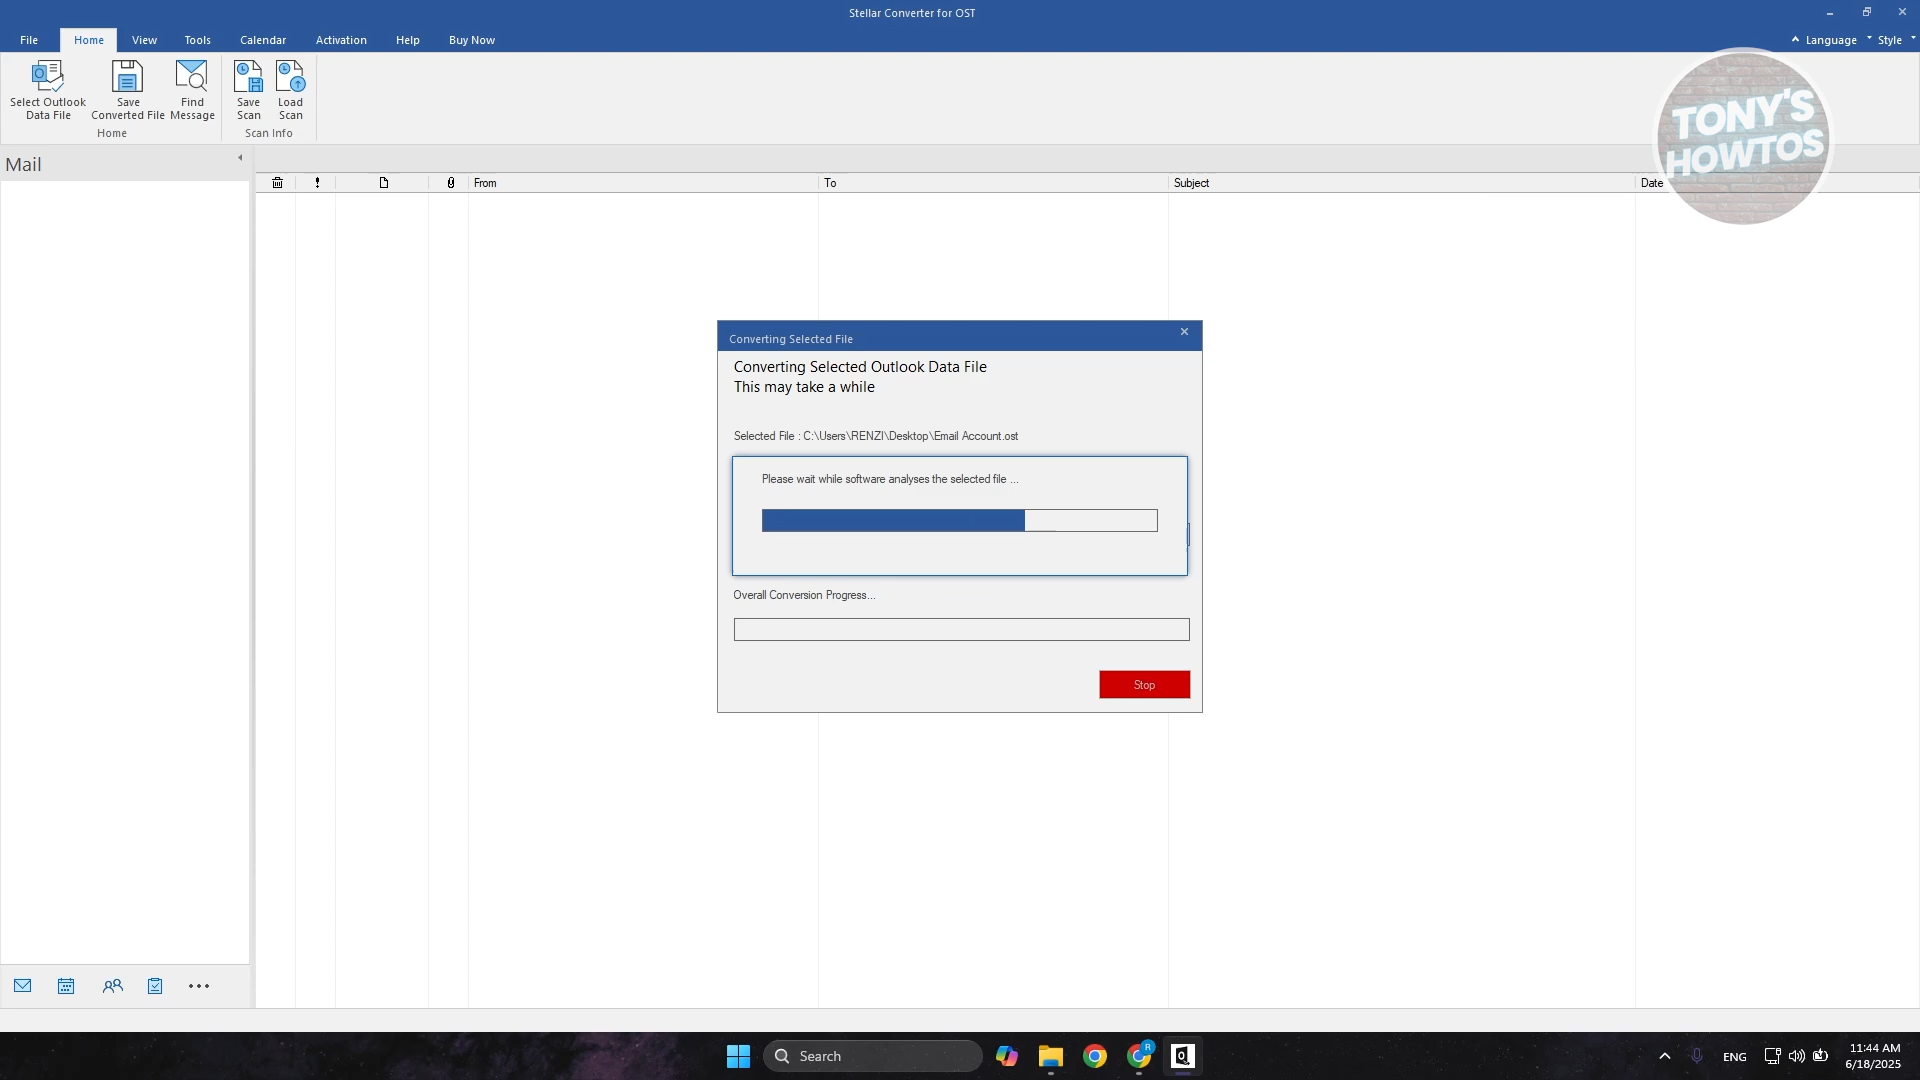 Stellar Converter for OST
File Home View Tools Calendar Activation Help Buy Now
Language Style
Select Outlook
Data File
Save
Converted File
Find
Message
Home
Save
Scan
Load
Scan
Scan Info
TONY'S
HOWTOS
Mail
From To Subject Date
Converting Selected File
Converting Selected Outlook Data File
This may take a while
Selected File : C:\Users\RENZI\Desktop\Email Account.ost
Please wait while software analyses the selected file ...
Overall Conversion Progress...
Stop
Search
R
ENG
11:44 AM
6/18/2025